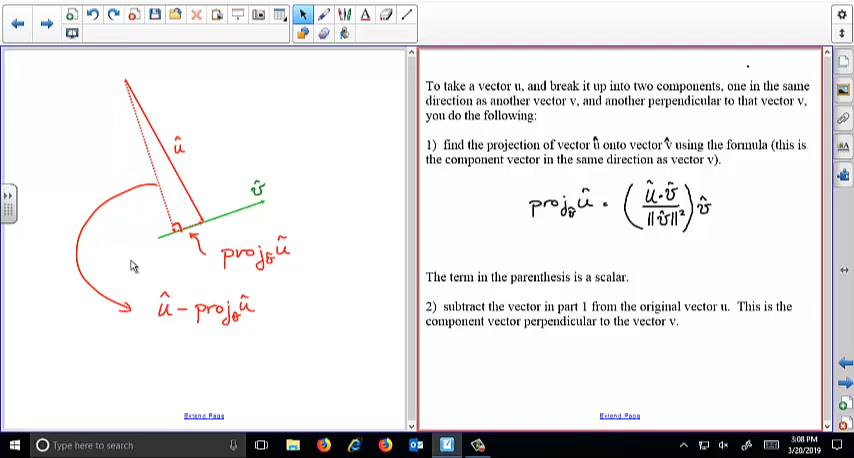 û
v̂
proj_v̂ û
û - proj_v̂ û
Extend Page
To take a vector u, and break it up into two components, one in the same
direction as another vector v, and another perpendicular to that vector v,
you do the following:
1) find the projection of vector û onto vector v̂ using the formula (this is
the component vector in the same direction as vector v).
proj_v̂ û = (û·v̂ / ||v̂||²) v̂
The term in the parenthesis is a scalar.
2) subtract the vector in part 1 from the original vector u. This is the
component vector perpendicular to the vector v.
Extend Page
Type here to search
3:08 PM
3/20/2019